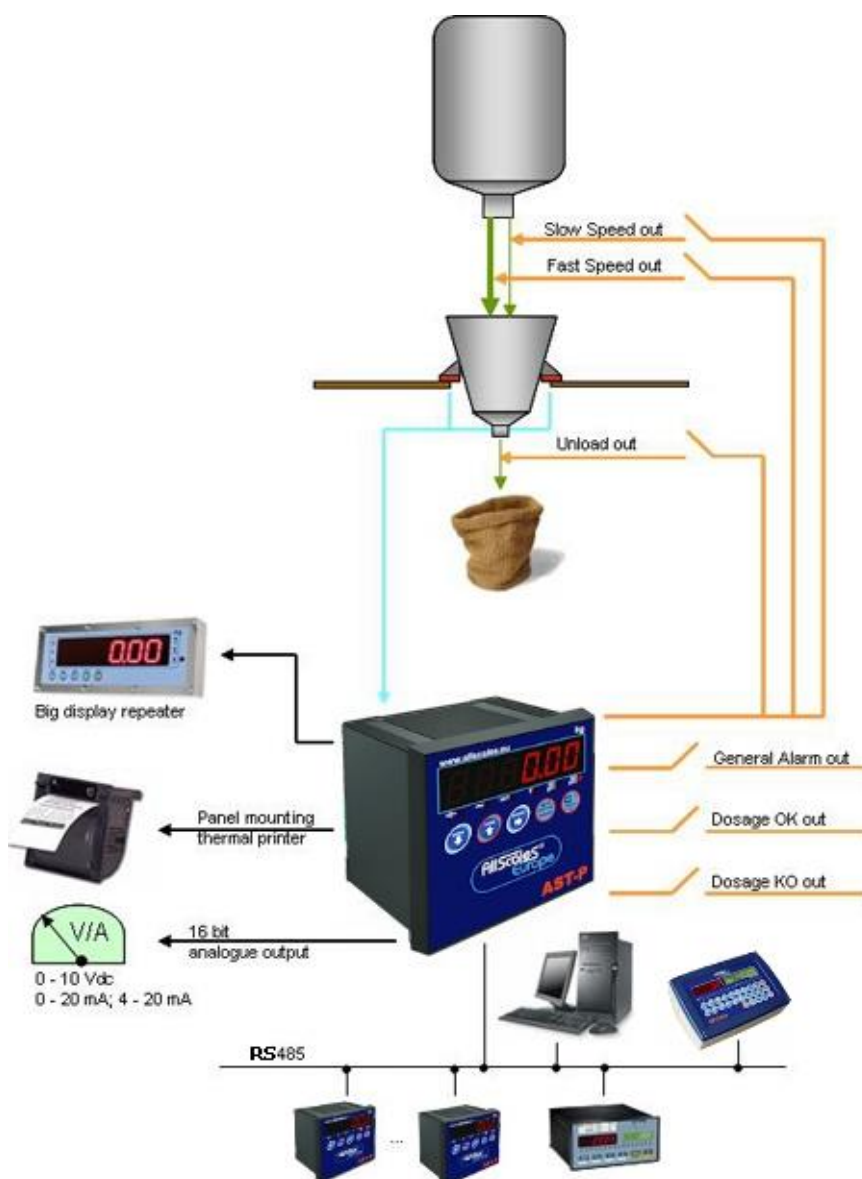 Slow Speed out
Fast Speed out
Unload out
0.00
Big display repeater
www.allscales.eu
kg
0.00
General Alarm out
Panel mounting
thermal printer
Dosage OK out
AllScales
Europe
AST-P
Dosage KO out
V/A
16 bit
analogue output
0 - 10 Vdc
0 - 20 mA; 4 - 20 mA
RS485
...